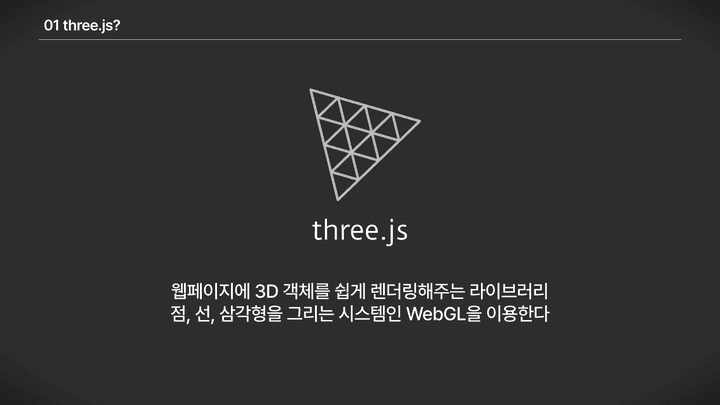 01 three.js?
three.js
웹페이지에 3D 객체를 쉽게 렌더링해주는 라이브러리
점, 선, 삼각형을 그리는 시스템인 WebGL을 이용한다